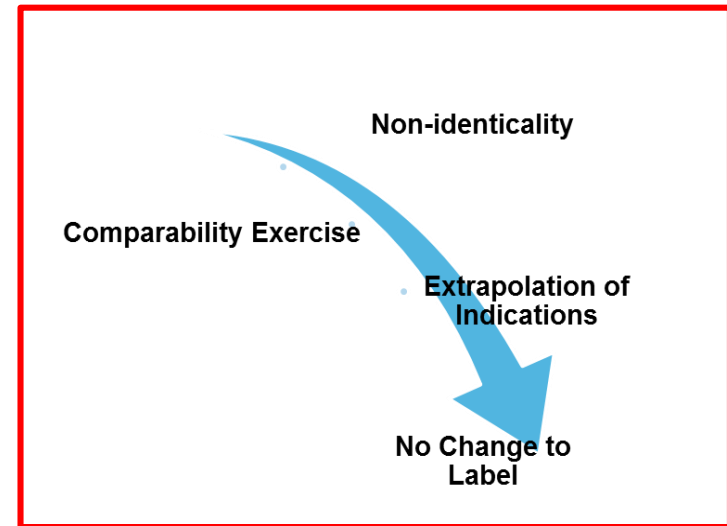 Non-identicality
Comparability Exercise
Extrapolation of
Indications
No Change to
Label